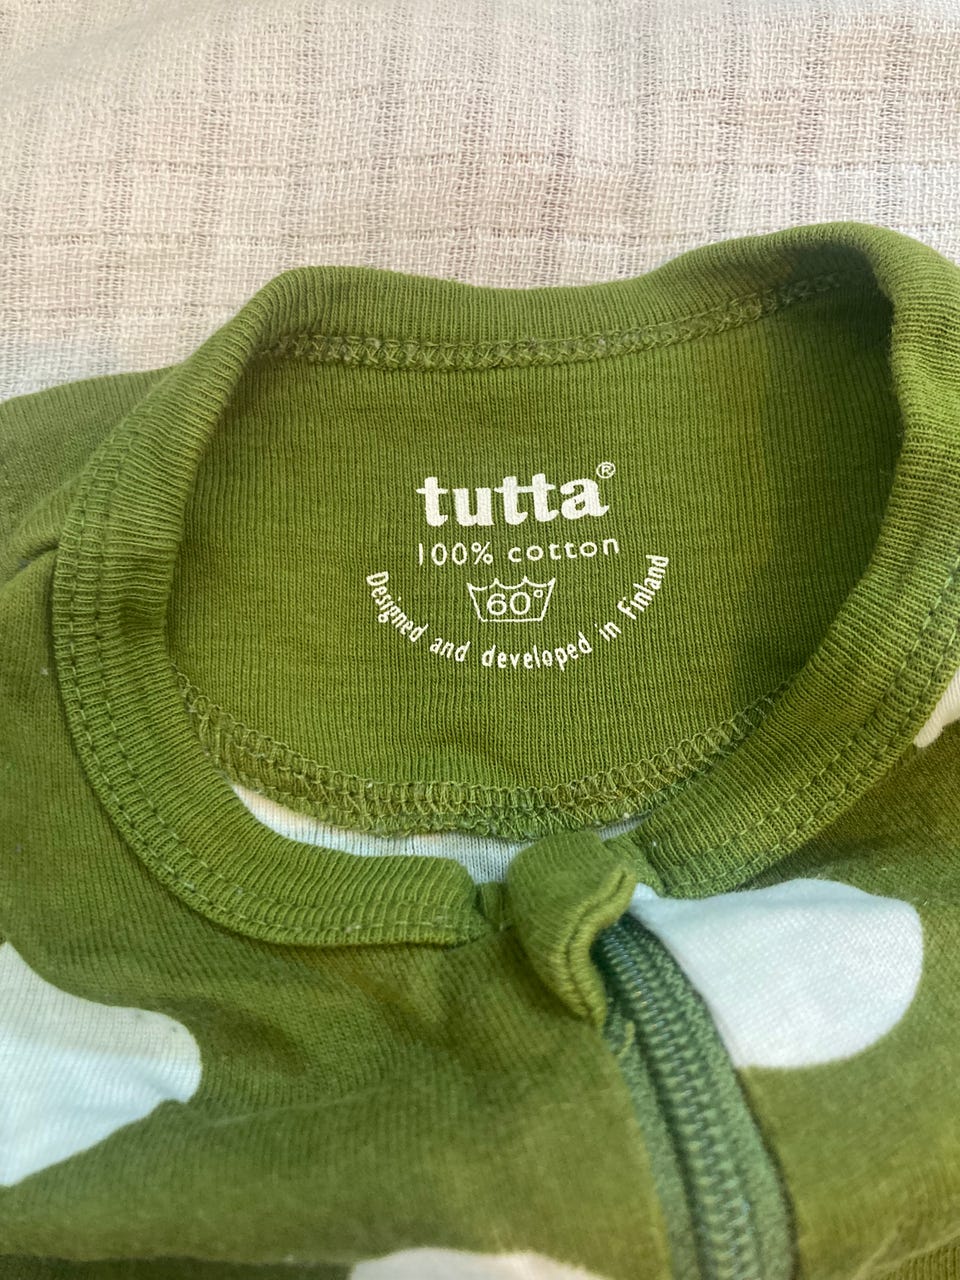 tutta®
100% cotton
60°
Designed and developed in Finland